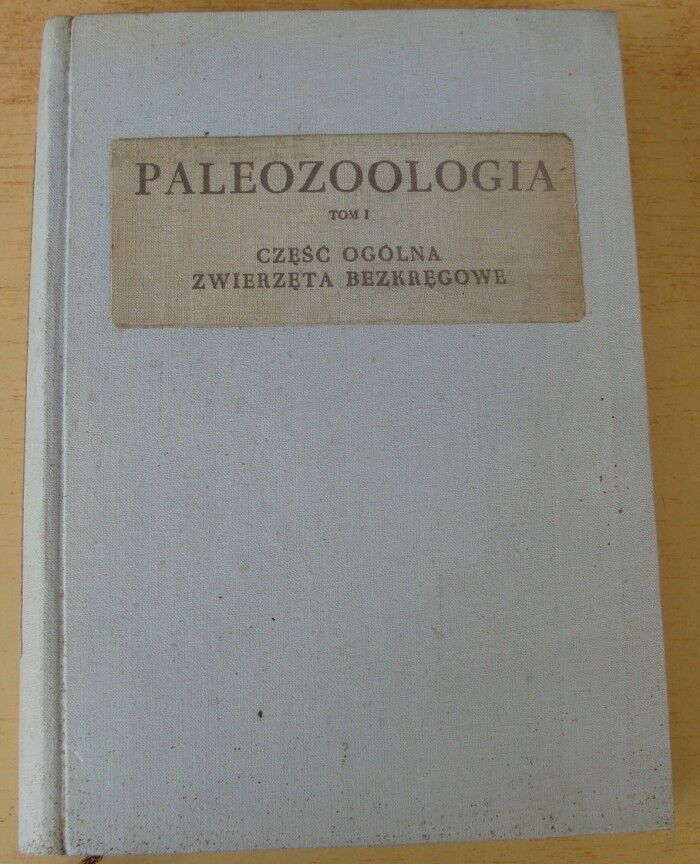 PALEOZOOLOGIA
TOM I
CZĘŚĆ OGÓLNA
ZWIERZĘTA BEZKRĘGOWE